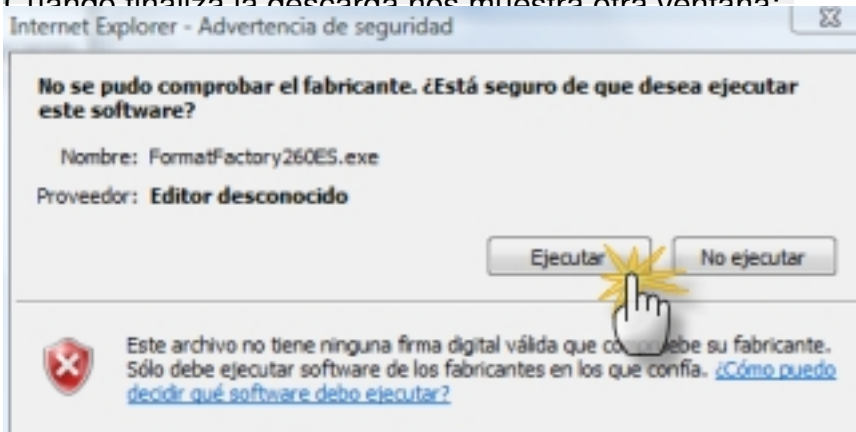 Cuando finaliza la descarga nos muestra otra ventana:
Internet Explorer - Advertencia de seguridad
No se pudo comprobar el fabricante. ¿Está seguro de que desea ejecutar
este software?
Nombre: FormatFactory260ES.exe
Proveedor: Editor desconocido
Ejecutar No ejecutar
Este archivo no tiene ninguna firma digital válida que compruebe su fabricante.
Sólo debe ejecutar software de los fabricantes en los que confía. ¿Cómo puedo
decidir qué software debo ejecutar?